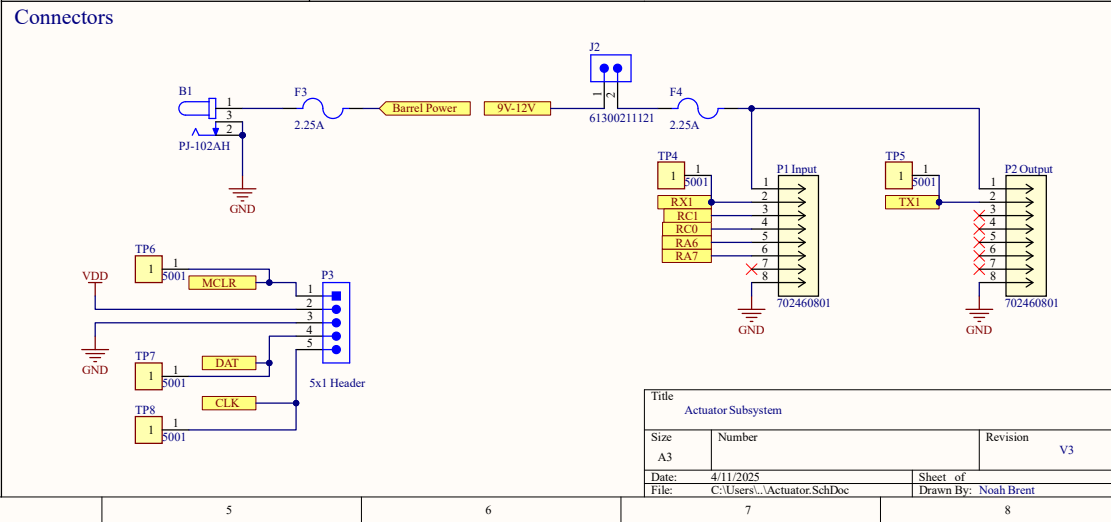 Connectors
J2
1
2
61300211121
B1
1
3
2
PJ-102AH
GND
F3
2.25A
Barrel Power
9V-12V
F4
2.25A
TP4
1
1
5001
RX1
RC1
RC0
RA6
RA7
P1 Input
1
2
3
4
5
6
7
8
702460801
GND
TP5
1
1
5001
TX1
P2 Output
1
2
3
4
5
6
7
8
702460801
GND
TP6
1
1
5001
MCLR
VDD
GND
TP7
1
1
5001
DAT
CLK
TP8
1
1
5001
P3
1
2
3
4
5
5x1 Header
Title
Actuator Subsystem
Size
Number
Revision
A3
V3
Date: 4/11/2025 Sheet of
File: C:\Users\..\Actuator.SchDoc Drawn By: Noah Brent
5 6 7 8